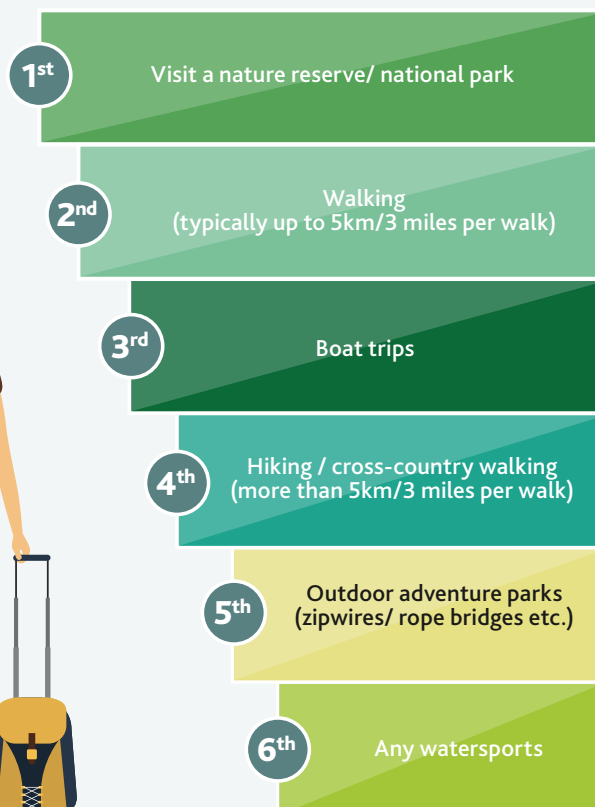 1st
Visit a nature reserve/ national park
2nd
Walking
(typically up to 5km/3 miles per walk)
3rd
Boat trips
4th
Hiking / cross-country walking
(more than 5km/3 miles per walk)
5th
Outdoor adventure parks
(zipwires/ rope bridges etc.)
6th
Any watersports